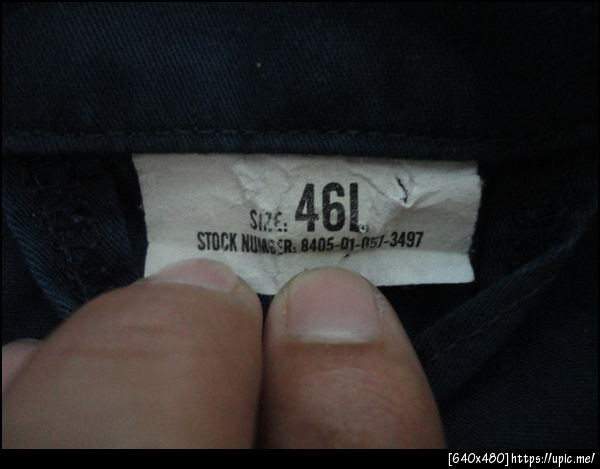 SIZE: 46L
STOCK NUMBER: 8405-01-057-3497
[640x480]https://upic.me/